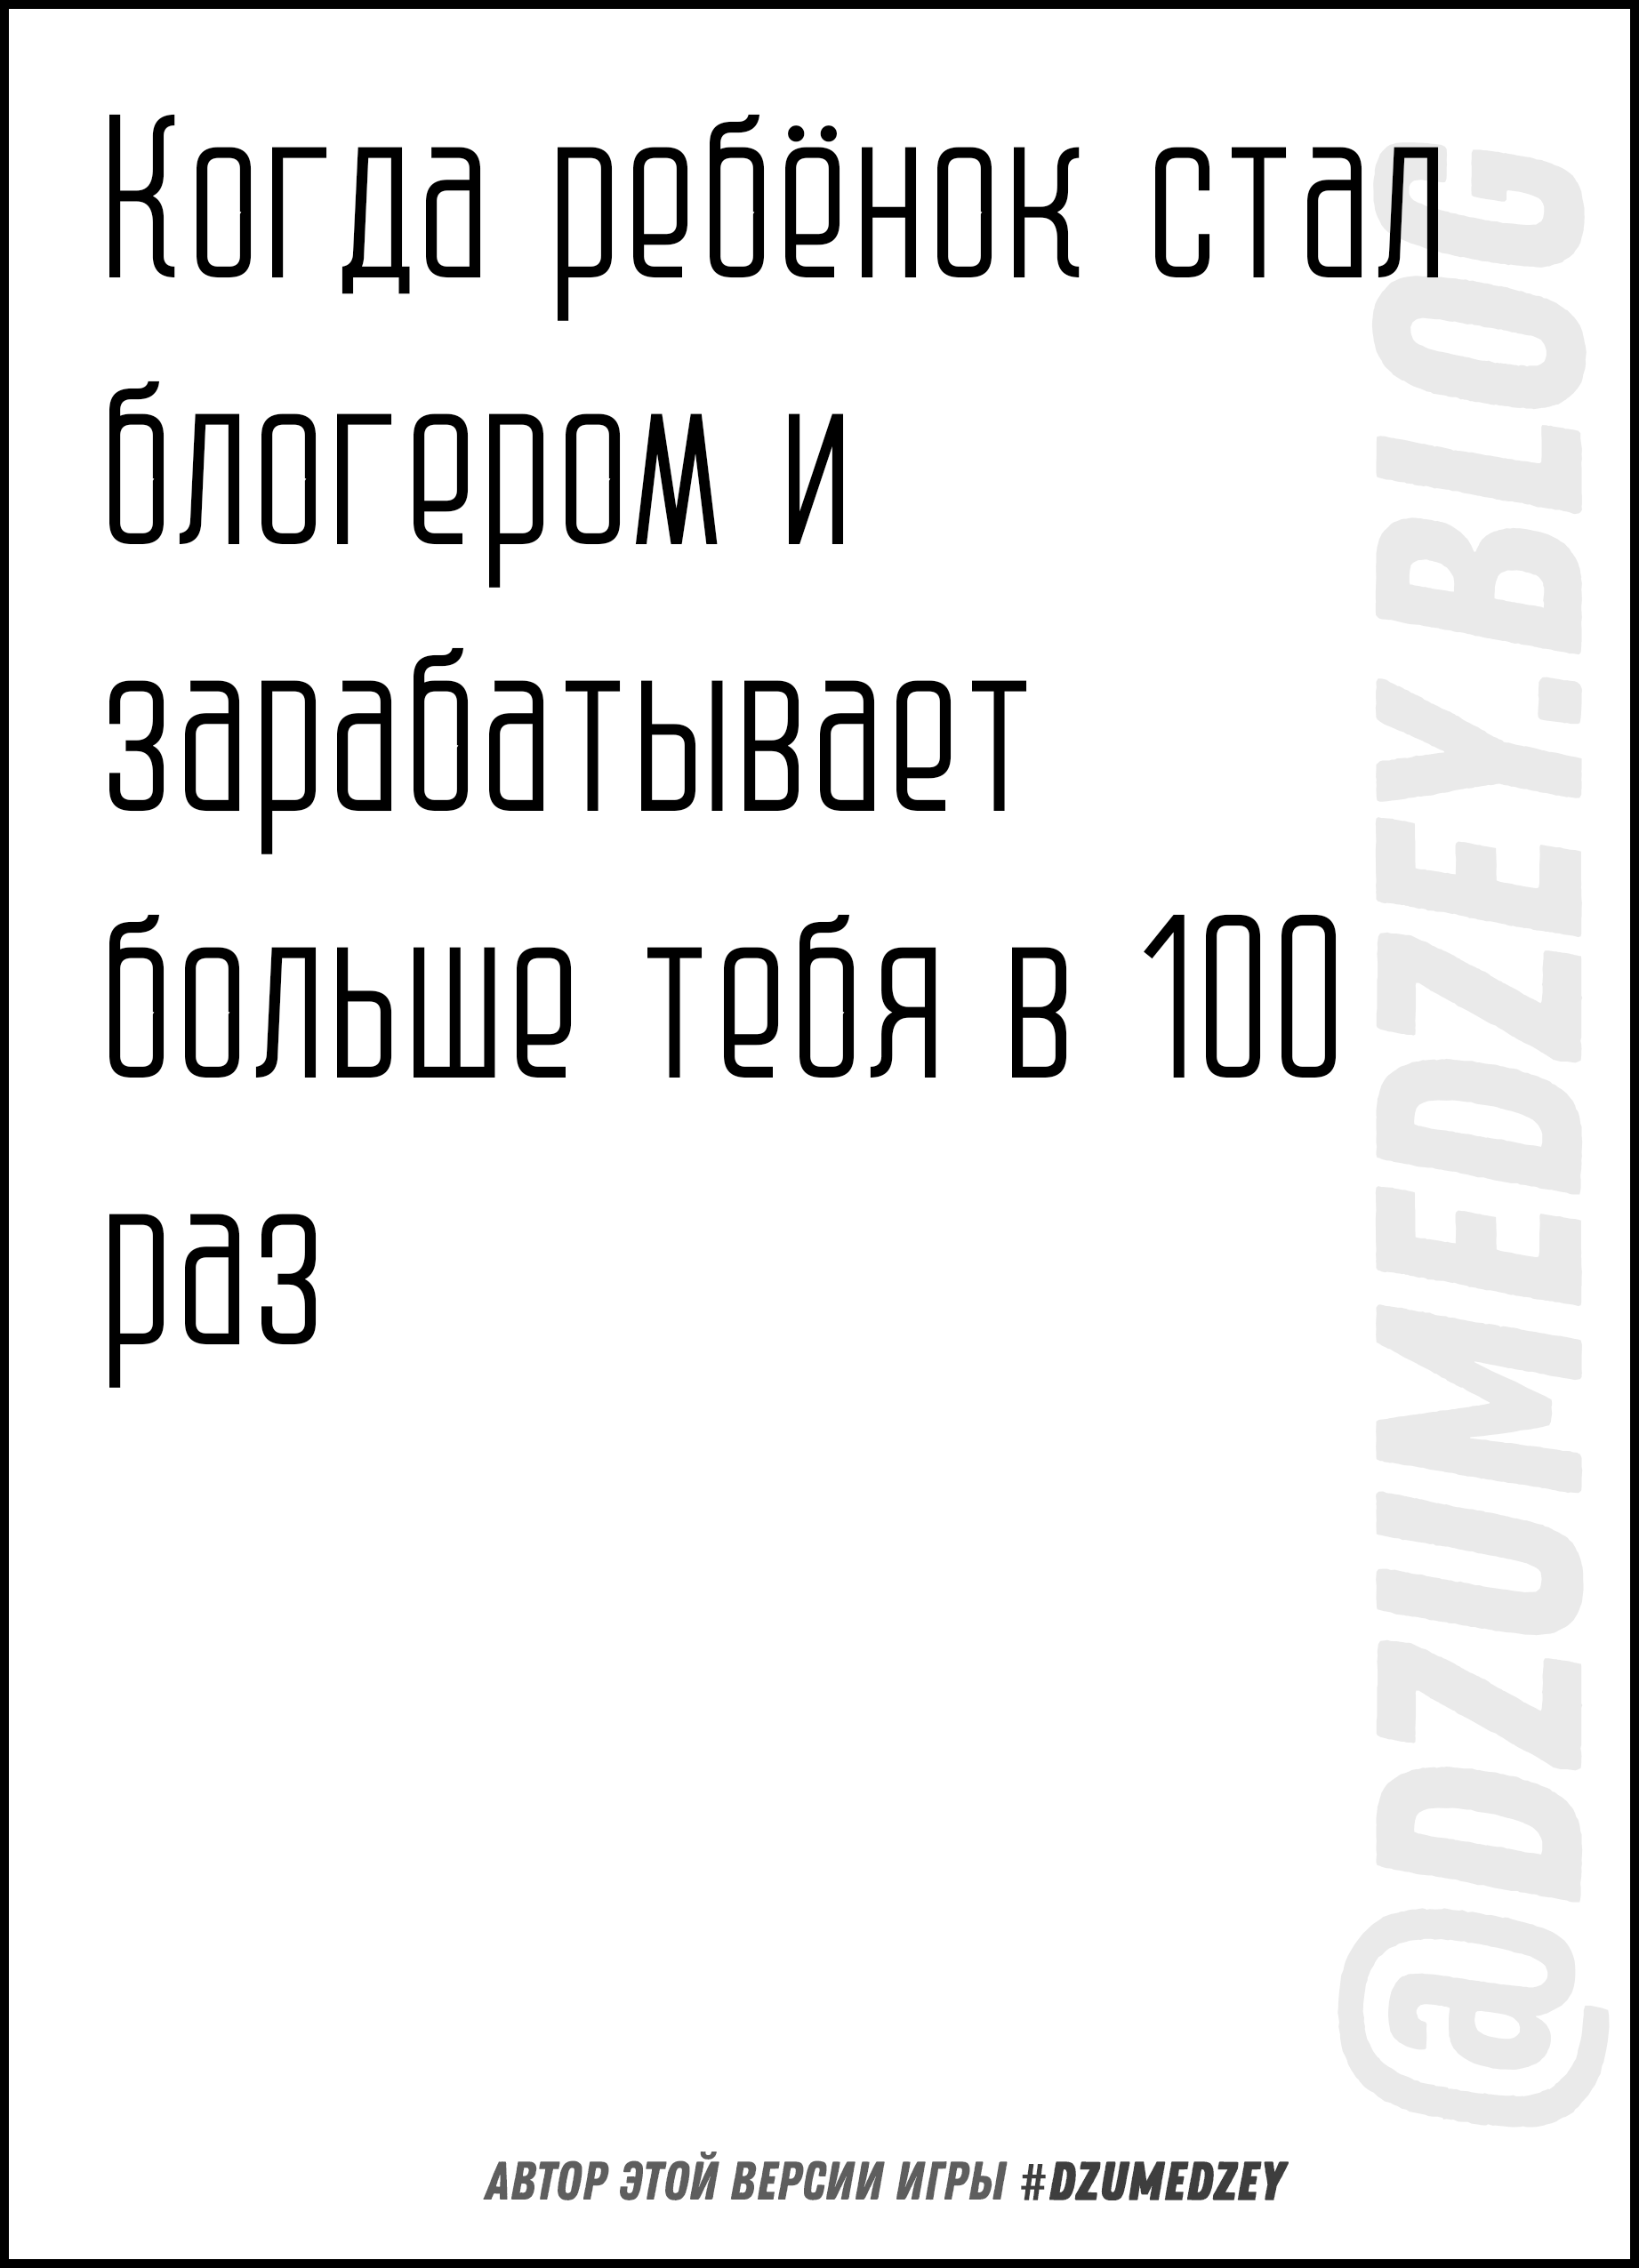 Когда ребёнок стал
блогером и
зарабатывает
больше тебя в 100
раз
@DZUMEDZEY.BLOG
АВТОР ЭТОЙ ВЕРСИИ ИГРЫ #DZUMEDZEY